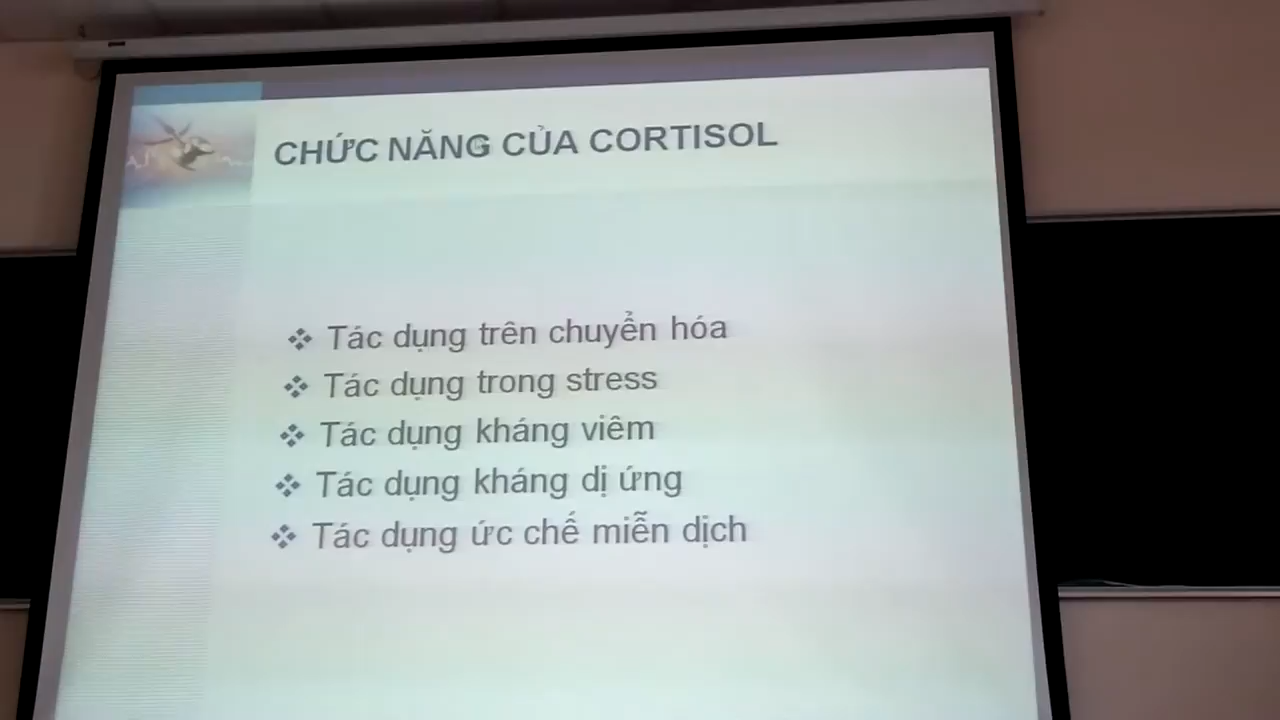 CHỨC NĂNG CỦA CORTISOL
Tác dụng trên chuyển hóa
Tác dụng trong stress
Tác dụng kháng viêm
Tác dụng kháng dị ứng
Tác dụng ức chế miễn dịch